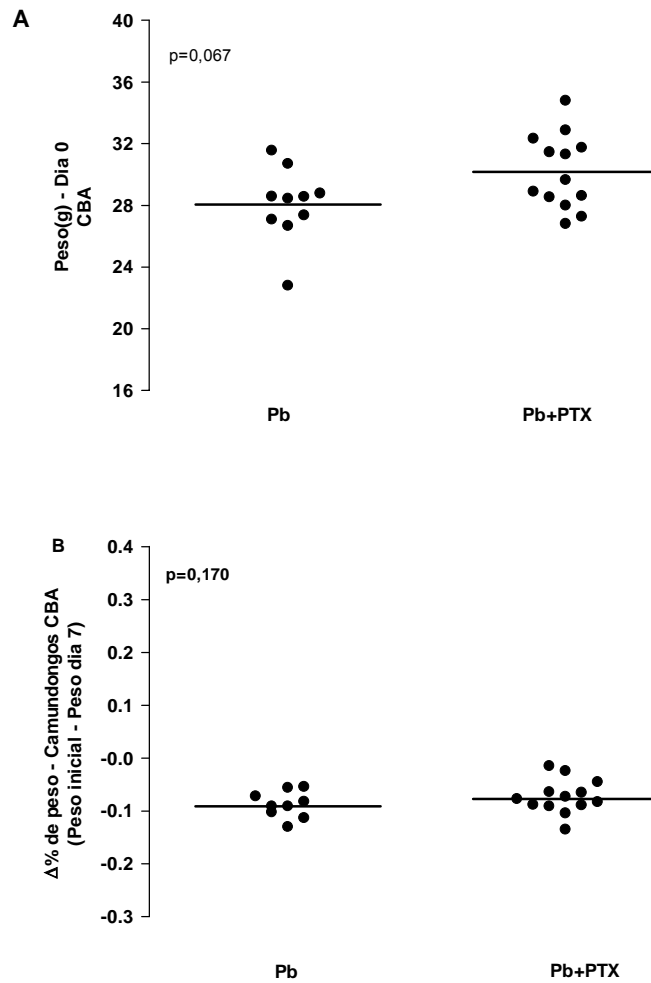 A
p=0,067
Peso(g) - Dia 0
CBA
40
36
32
28
24
20
16
Pb
Pb+PTX
B
p=0,170
Δ% de peso - Camundongos CBA
(Peso inicial - Peso dia 7)
0.4
0.3
0.2
0.1
-0.0
-0.1
-0.2
-0.3
Pb
Pb+PTX